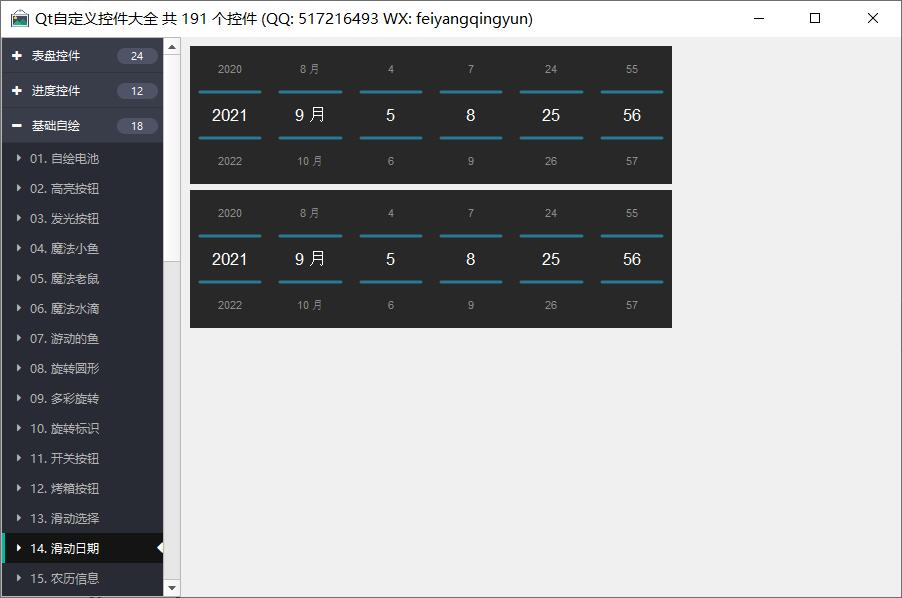 Qt自定义控件大全 共 191 个控件 (QQ: 517216493 WX: feiyangqingyun)
表盘控件 24
进度控件 12
基础自绘 18
01. 自绘电池
02. 高亮按钮
03. 发光按钮
04. 魔法小鱼
05. 魔法老鼠
06. 魔法水滴
07. 游动的鱼
08. 旋转圆形
09. 多彩旋转
10. 旋转标识
11. 开关按钮
12. 烤箱按钮
13. 滑动选择
14. 滑动日期
15. 农历信息
2020 8 月 4 7 24 55
2021 9 月 5 8 25 56
2022 10 月 6 9 26 57
2020 8 月 4 7 24 55
2021 9 月 5 8 25 56
2022 10 月 6 9 26 57